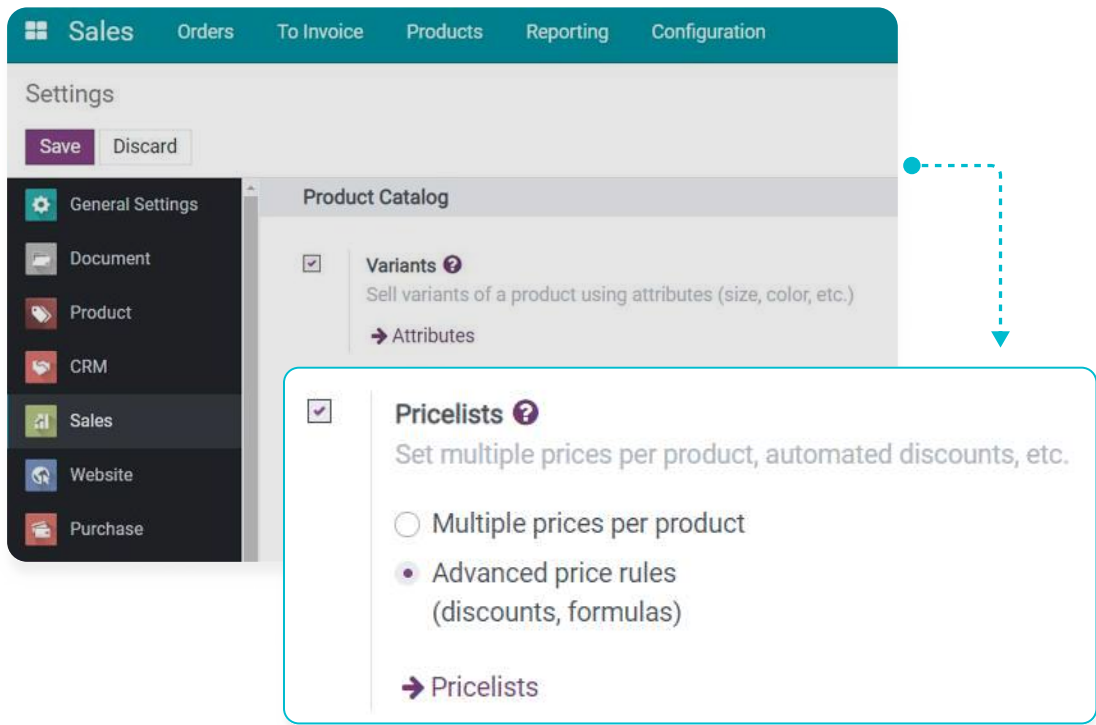 Sales Orders To Invoice Products Reporting Configuration
Settings
Save Discard
General Settings
Document
Product
CRM
Sales
Website
Purchase
Product Catalog
Variants ?
Sell variants of a product using attributes (size, color, etc.)
Attributes
Pricelists ?
Set multiple prices per product, automated discounts, etc.
Multiple prices per product
Advanced price rules
(discounts, formulas)
Pricelists